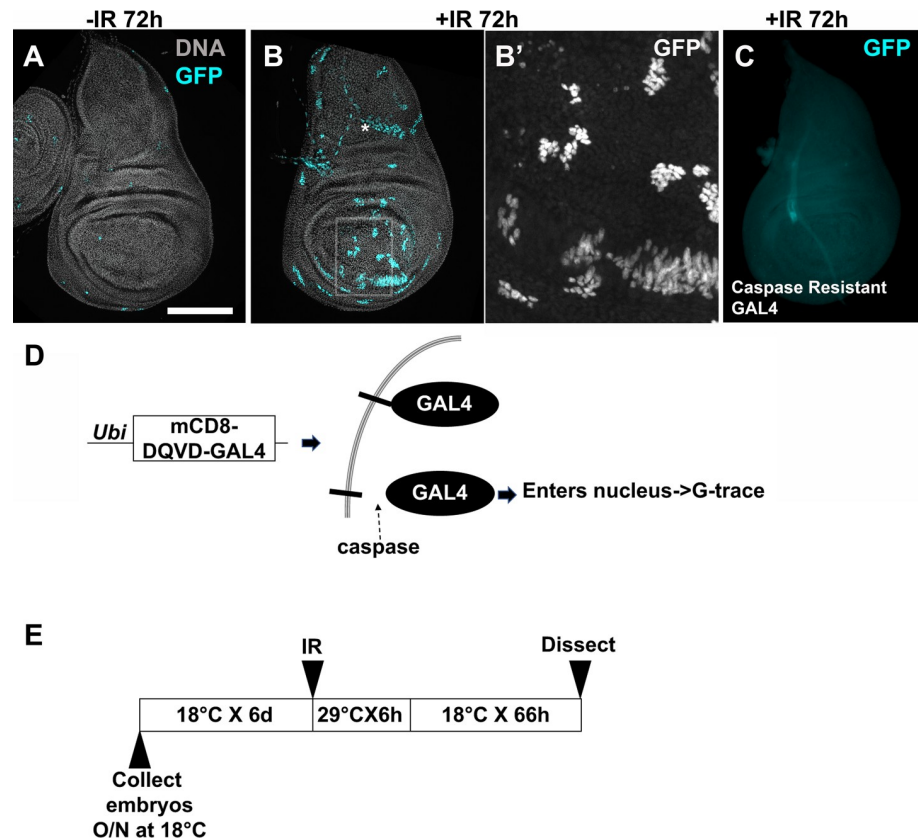 -IR 72h
+IR 72h
+IR 72h
A
DNA
GFP
B
*
B'
GFP
C
GFP
Caspase Resistant
GAL4
D
Ubi
mCD8-
DQVD-GAL4
GAL4
GAL4
Enters nucleus->G-trace
caspase
E
IR
Dissect
18°C X 6d
29°CX6h
18°C X 66h
Collect
embryos
O/N at 18°C